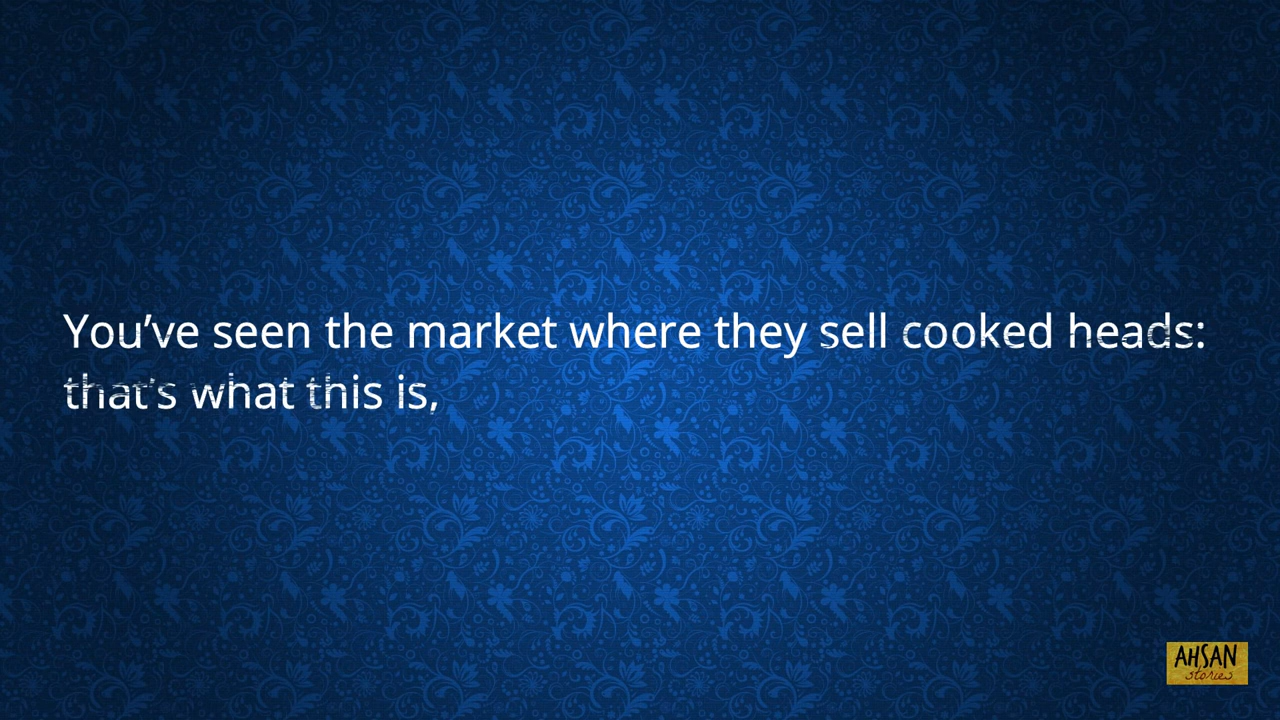 You’ve seen the market where they sell cooked heads:
that’s what this is,
AHSAN
stories